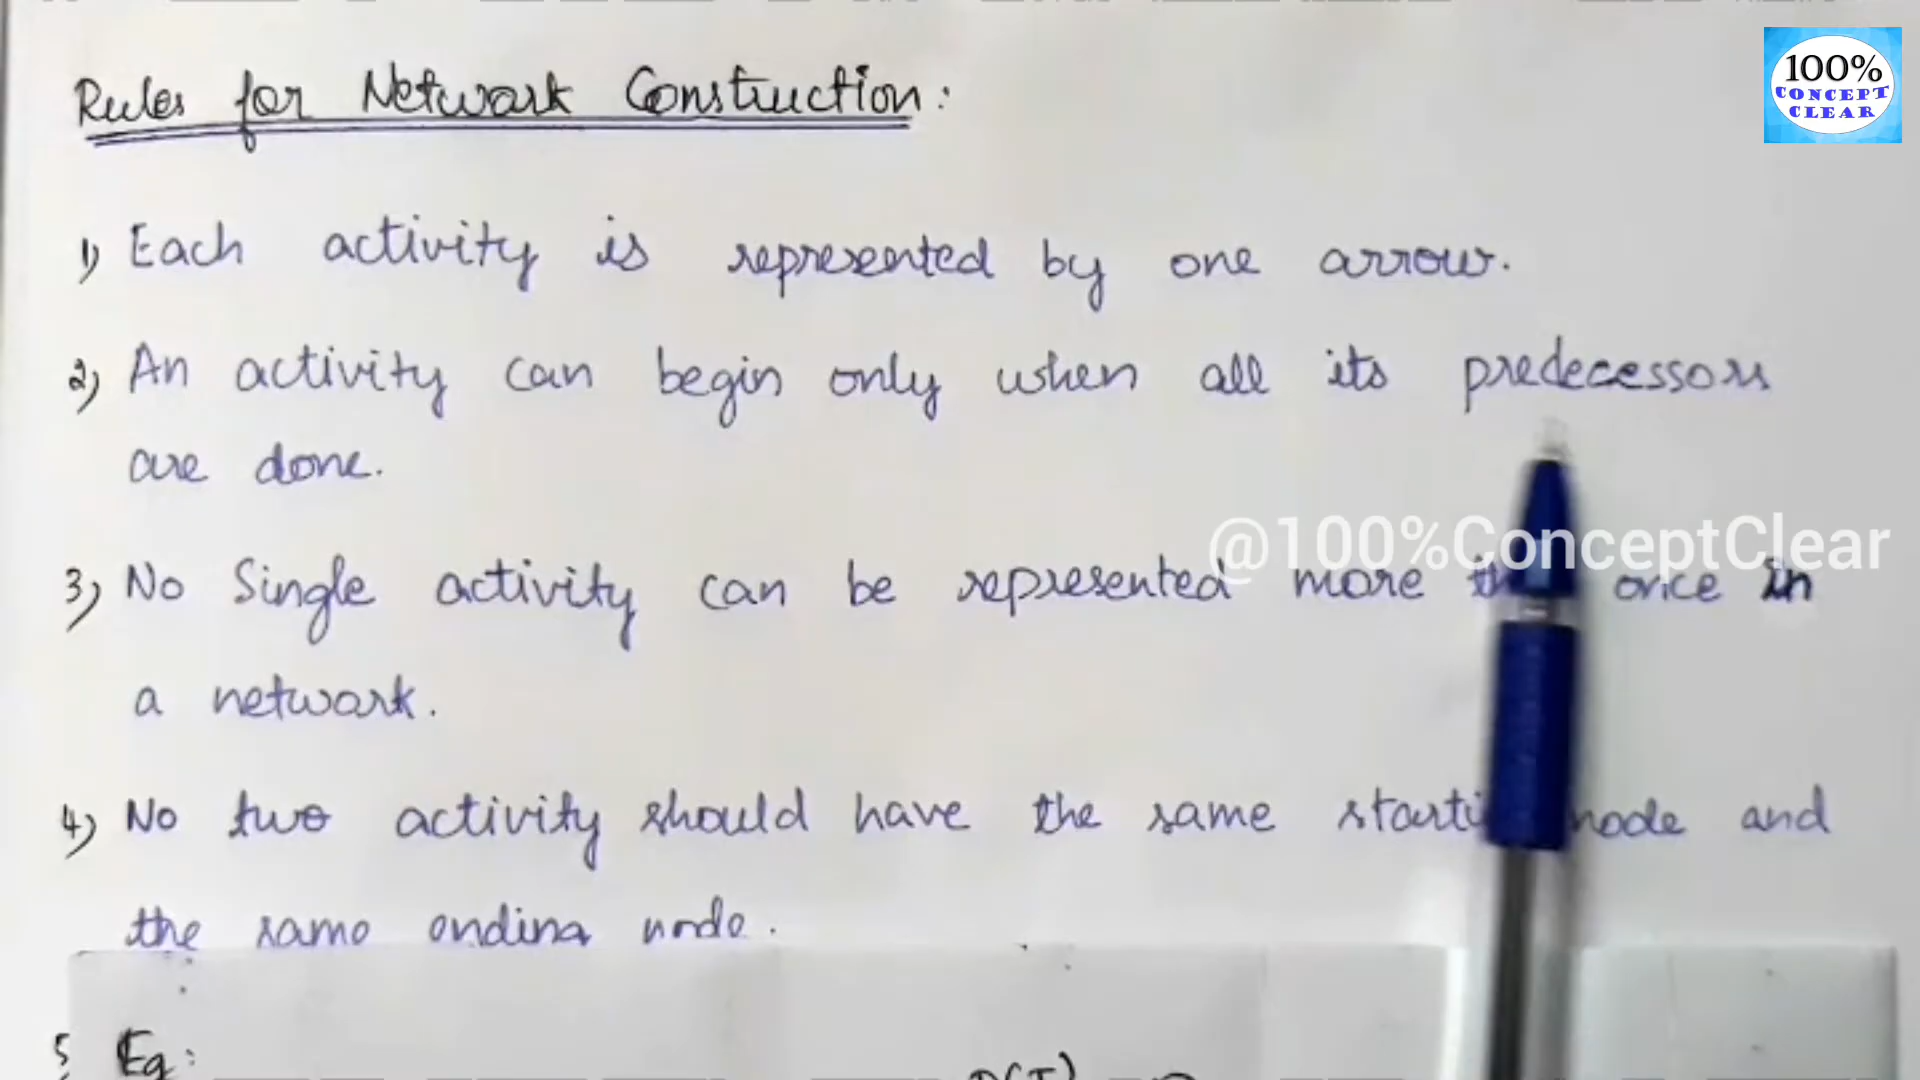 Rules for Network Construction:
100%
CONCEPT
CLEAR
1) Each activity is represented by one arrow.
2) An activity can begin only when all its predecessors
are done.
@100%ConceptClear
3) No Single activity can be represented more once in
a network.
4) No two activity should have the same node and
the same ending node.
5 Eg: